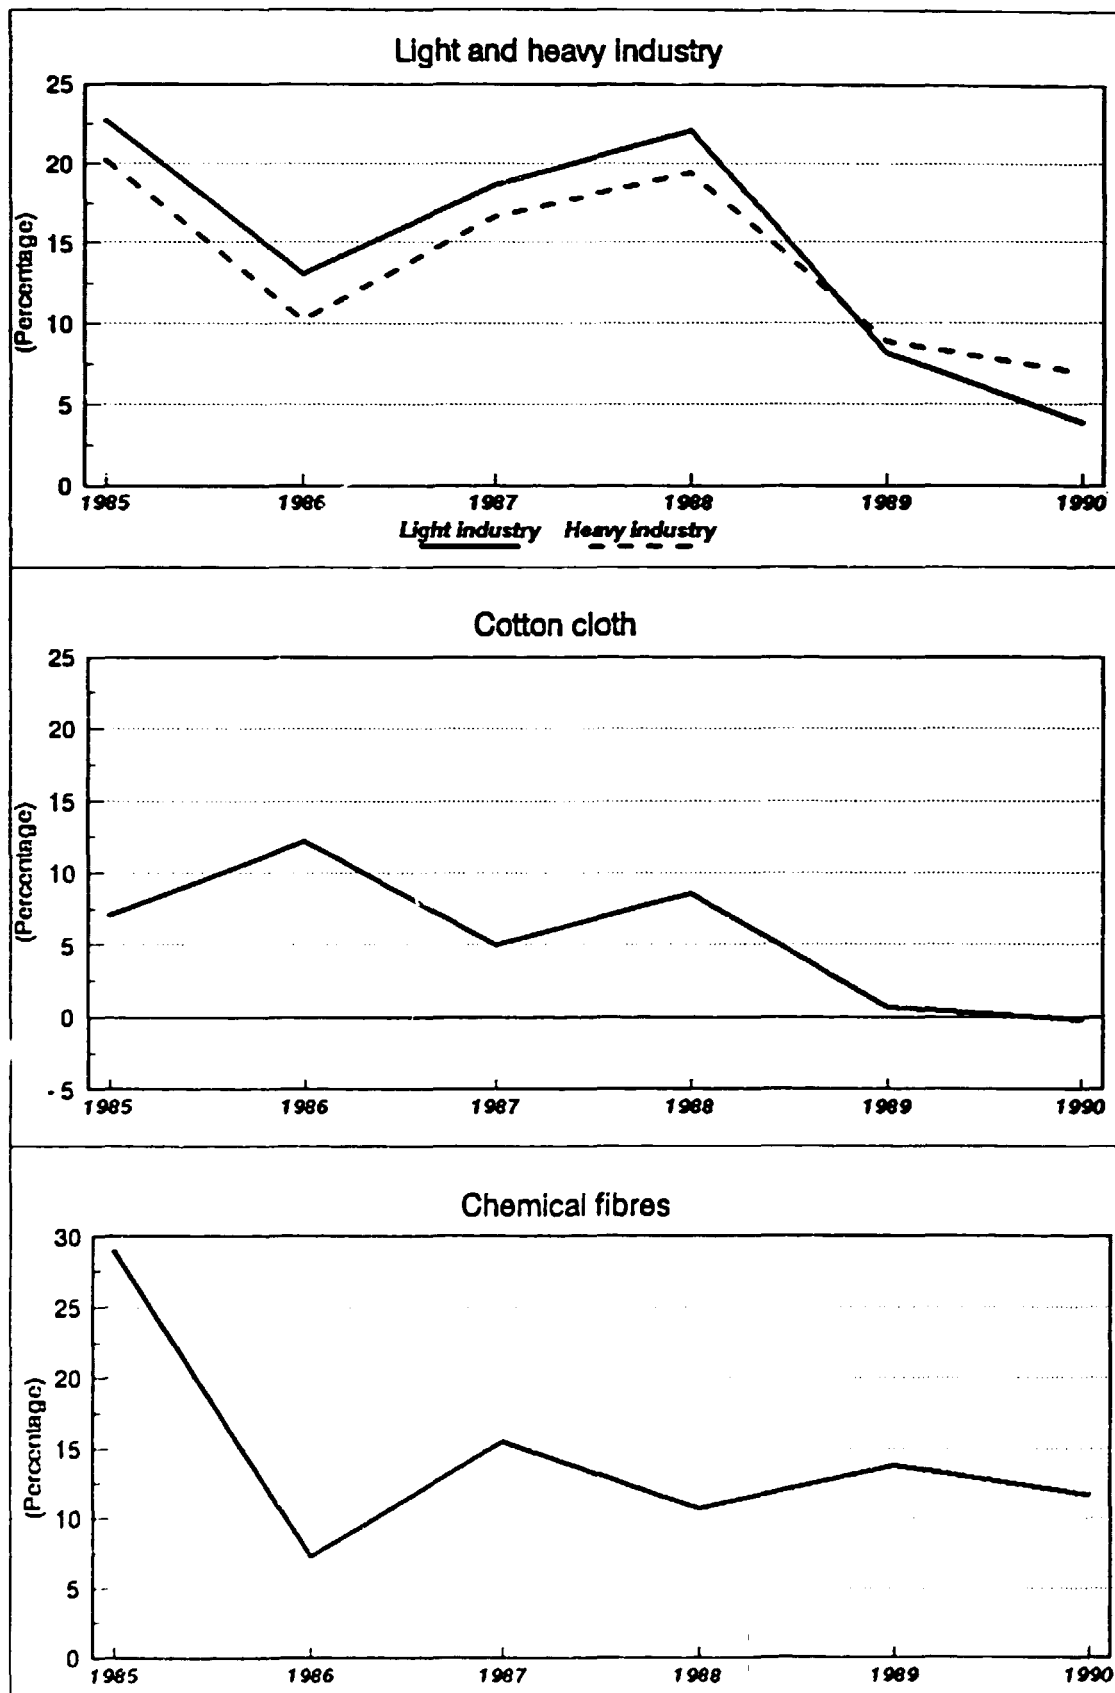 Light and heavy industry
25
20
15
10
5
0
(Percentage)
1985 1986 1987 1988 1989 1990
Light industry Heavy industry
Cotton cloth
25
20
15
10
5
0
-5
(Percentage)
1985 1986 1987 1988 1989 1990
Chemical fibres
30
25
20
15
10
5
0
(Percentage)
1985 1986 1987 1988 1989 1990